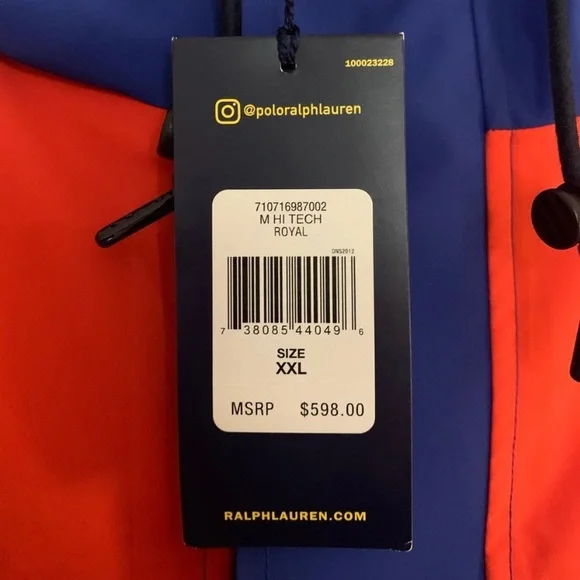 100023228
@poloralphlauren
710716987002
M HI TECH
ROYAL
DNS2012
7 38085 44049 6
SIZE
XXL
MSRP $598.00
RALPHLAUREN.COM